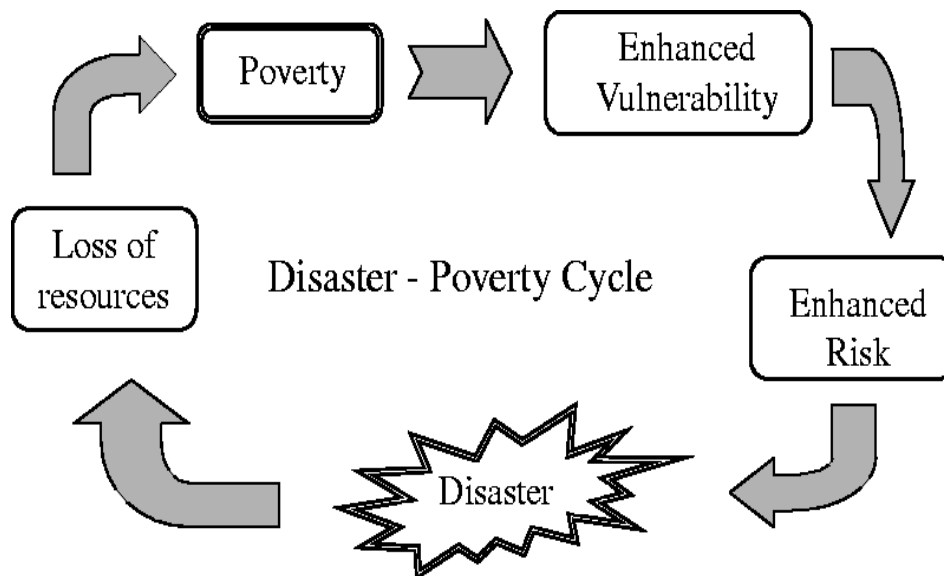 Poverty
Enhanced
Vulnerability
Loss of
resources
Disaster - Poverty Cycle
Enhanced
Risk
Disaster